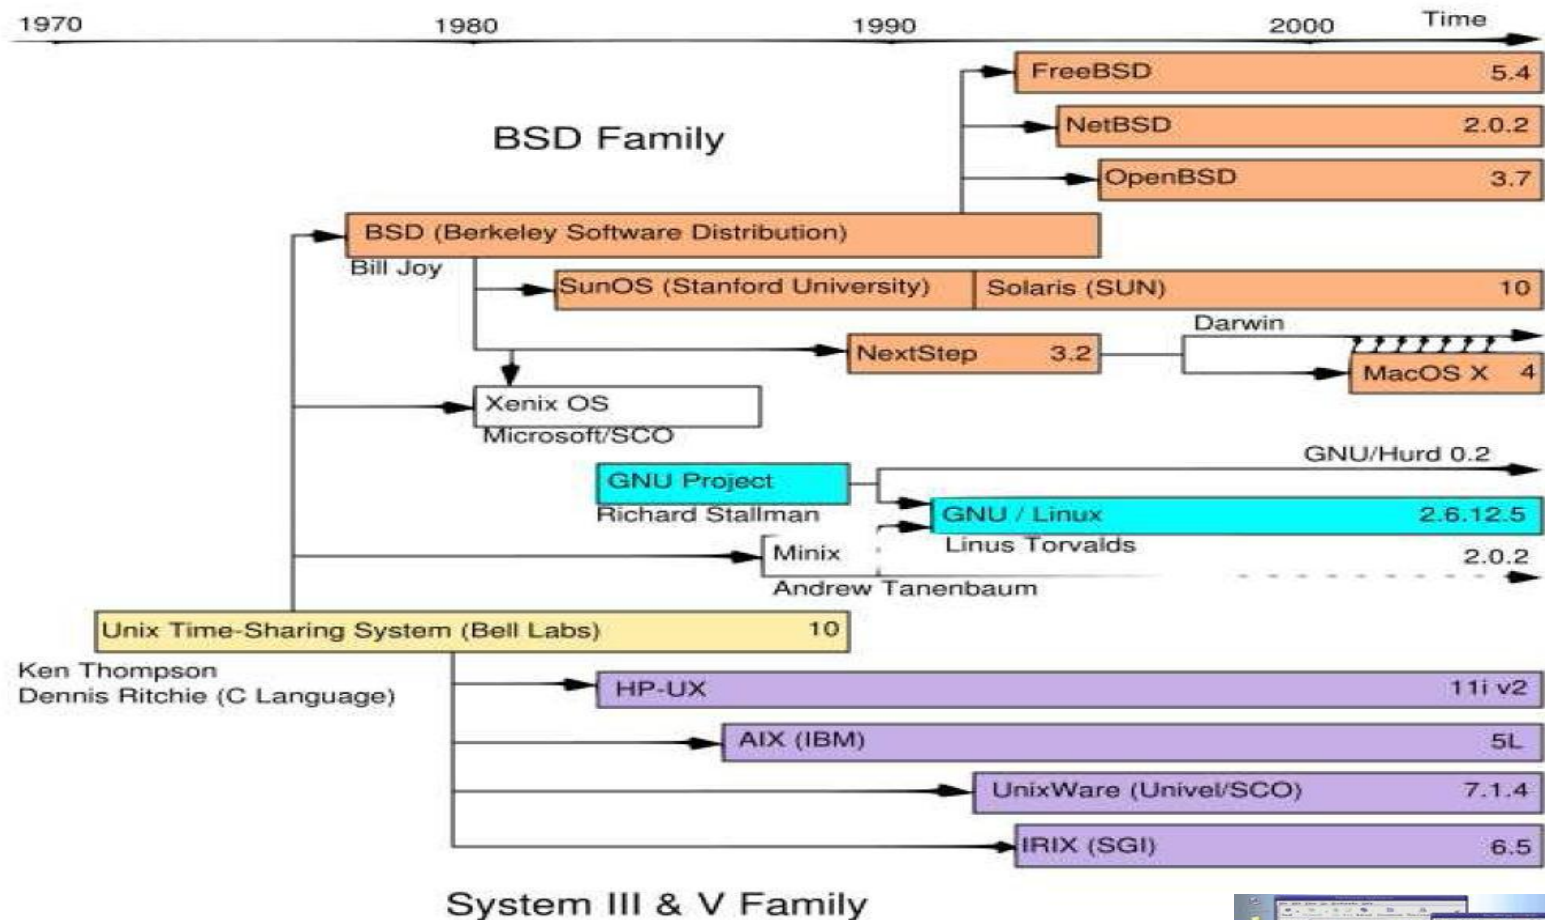 1970 1980 1990 2000 Time
FreeBSD 5.4
NetBSD 2.0.2
BSD Family
OpenBSD 3.7
BSD (Berkeley Software Distribution)
Bill Joy
SunOS (Stanford University) Solaris (SUN) 10
Darwin
NextStep 3.2
MacOS X 4
Xenix OS
Microsoft/SCO
GNU/Hurd 0.2
GNU Project
Richard Stallman
GNU / Linux 2.6.12.5
Linus Torvalds
Minix 2.0.2
Andrew Tanenbaum
Unix Time-Sharing System (Bell Labs) 10
Ken Thompson
Dennis Ritchie (C Language)
HP-UX 11i v2
AIX (IBM) 5L
UnixWare (Univel/SCO) 7.1.4
IRIX (SGI) 6.5
System III & V Family